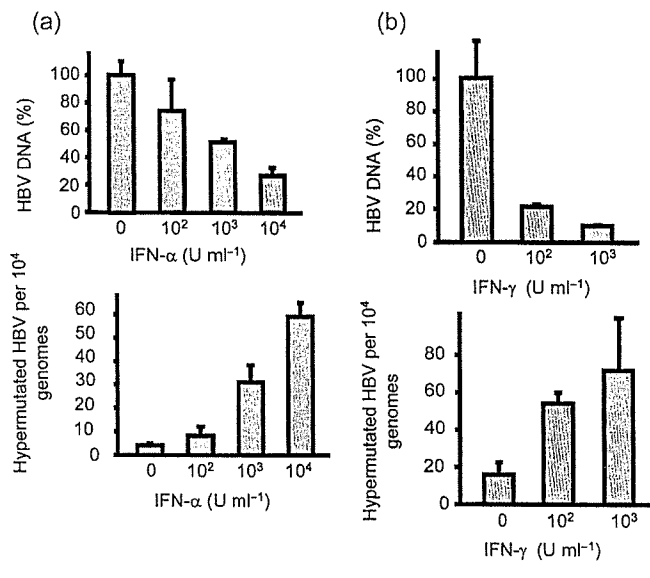 (a)
HBV DNA (%)
100
80
60
40
20
0
0 10² 10³ 10⁴
IFN-α (U ml⁻¹)
Hypermutated HBV per 10⁴
genomes
60
50
40
30
20
10
0
0 10² 10³ 10⁴
IFN-α (U ml⁻¹)
(b)
HBV DNA (%)
100
80
60
40
20
0
0 10² 10³
IFN-γ (U ml⁻¹)
Hypermutated HBV per 10⁴
genomes
80
60
40
20
0
0 10² 10³
IFN-γ (U ml⁻¹)